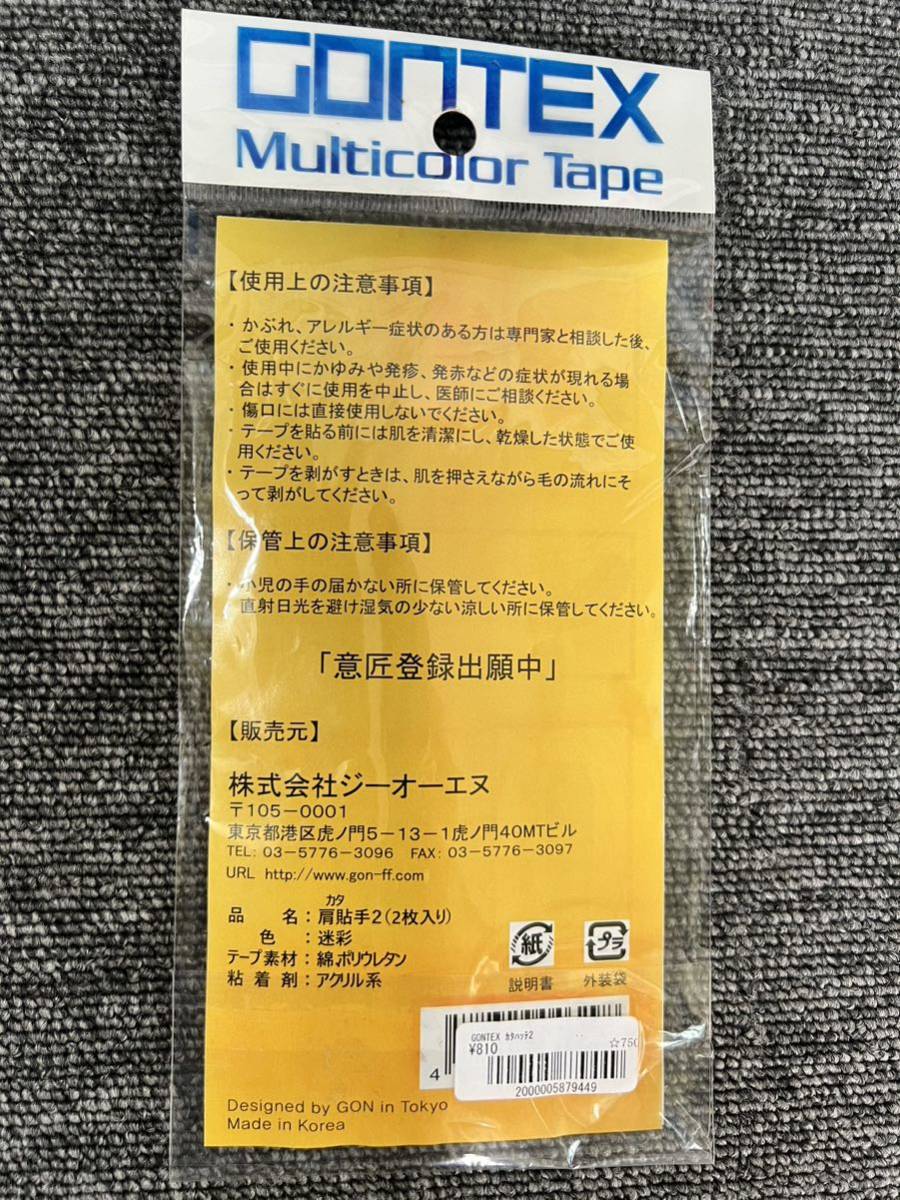 GONTEX
Multicolor Tape
【使用上の注意事項】
・かぶれ、アレルギー症状のある方は専門家と相談した後、
ご使用ください。
・使用中にかゆみや発疹、発赤などの症状が現れる場
合はすぐに使用を中止し、医師にご相談ください。
・傷口には直接使用しないでください。
・テープを貼る前には肌を清潔にし、乾燥した状態でご使
用ください。
・テープを剥がすときは、肌を押さえながら毛の流れにそ
って剥がしてください。
【保管上の注意事項】
・小児の手の届かない所に保管してください。
直射日光を避け湿気の少ない涼しい所に保管してください。
「意匠登録出願中」
【販売元】
株式会社ジーオーエヌ
〒105-0001
東京都港区虎ノ門5-13-1虎ノ門40MTビル
TEL: 03-5776-3096 FAX: 03-5776-3097
URL http://www.gon-ff.com
カタ
品名:肩貼手2(2枚入り)
色:迷彩
テープ素材:綿,ポリウレタン
粘着剤:アクリル系
紙
説明書
プラ
外装袋
GONTEX ｶﾀﾊｯﾃ2
¥810 ☆750
4
2000005879449
Designed by GON in Tokyo
Made in Korea